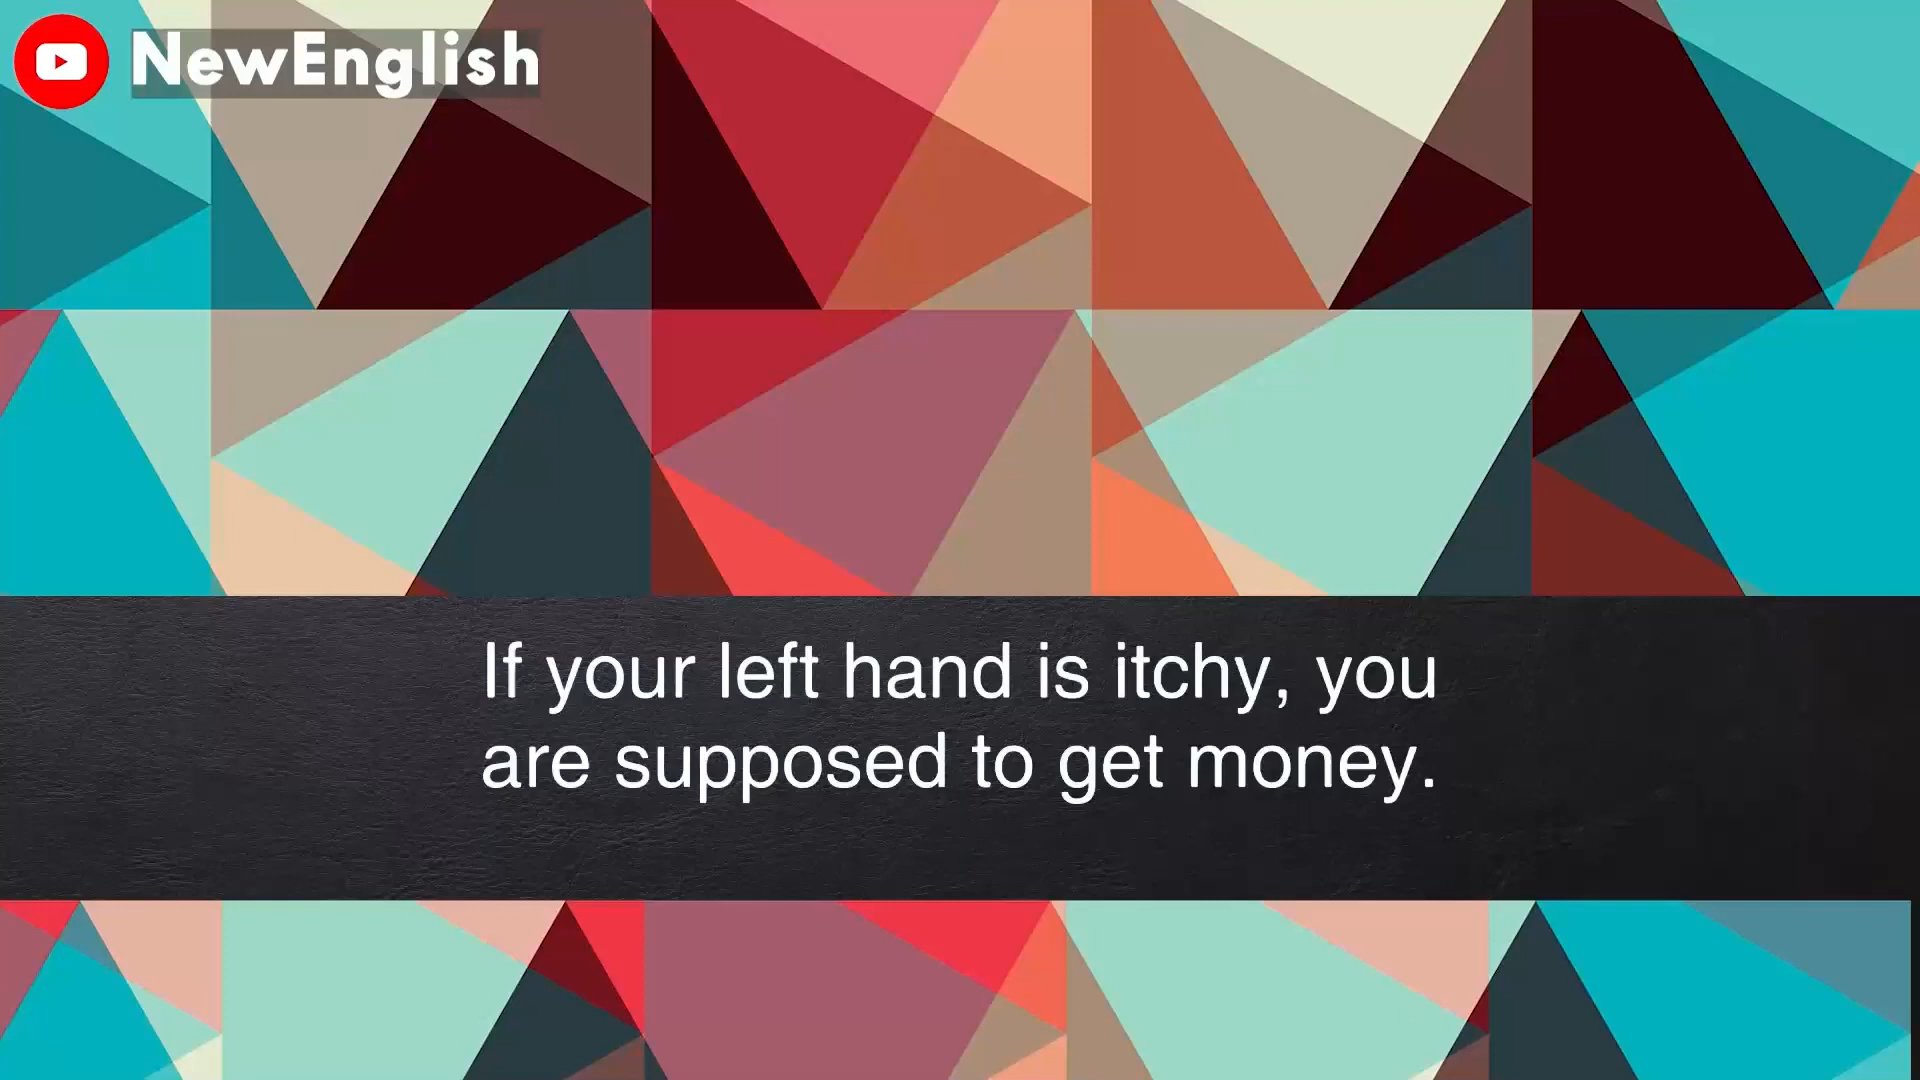 NewEnglish
If your left hand is itchy, you
are supposed to get money.